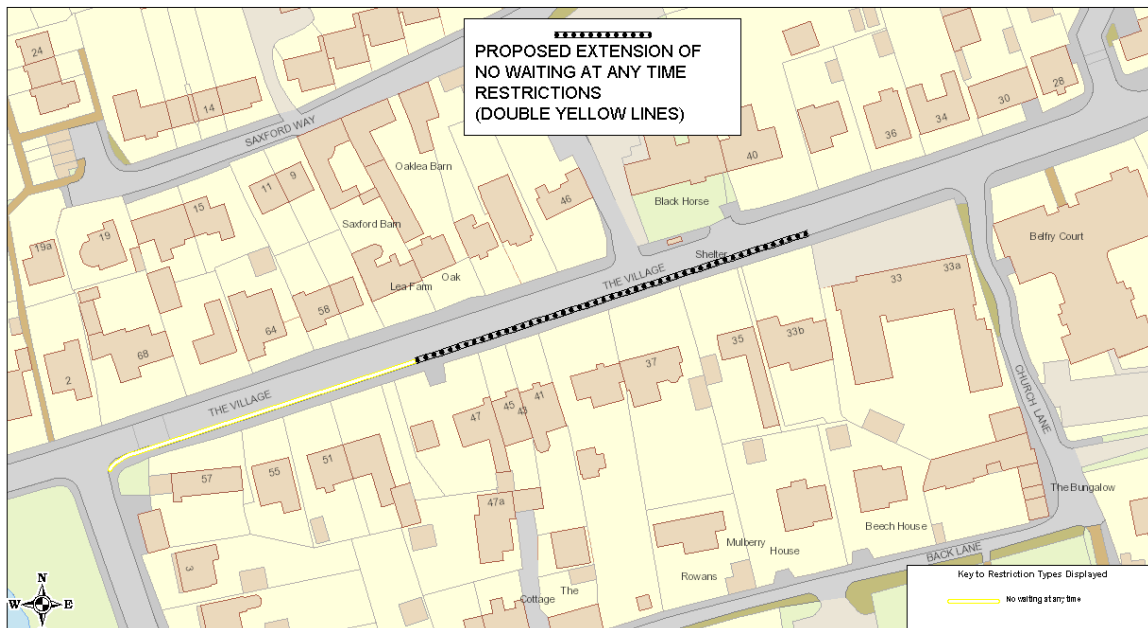 PROPOSED EXTENSION OF
NO WAITING AT ANY TIME
RESTRICTIONS
(DOUBLE YELLOW LINES)
24
14
SAXFORD WAY
Oaklea Barn
40
36
34
30
28
11
9
15
19
19a
Saxford Barn
46
Black Horse
Shelter
Belfry Court
Lea Farm
Oak
THE VILLAGE
33
33a
58
64
68
2
35
33b
37
THE VILLAGE
47
45
43
41
CHURCH LANE
57
55
51
47a
3
The Bungalow
Beech House
Mulberry
House
Rowans
BACK LANE
The
Cottage
N
W
E
S
Key to Restriction Types Displayed
No waiting at any time